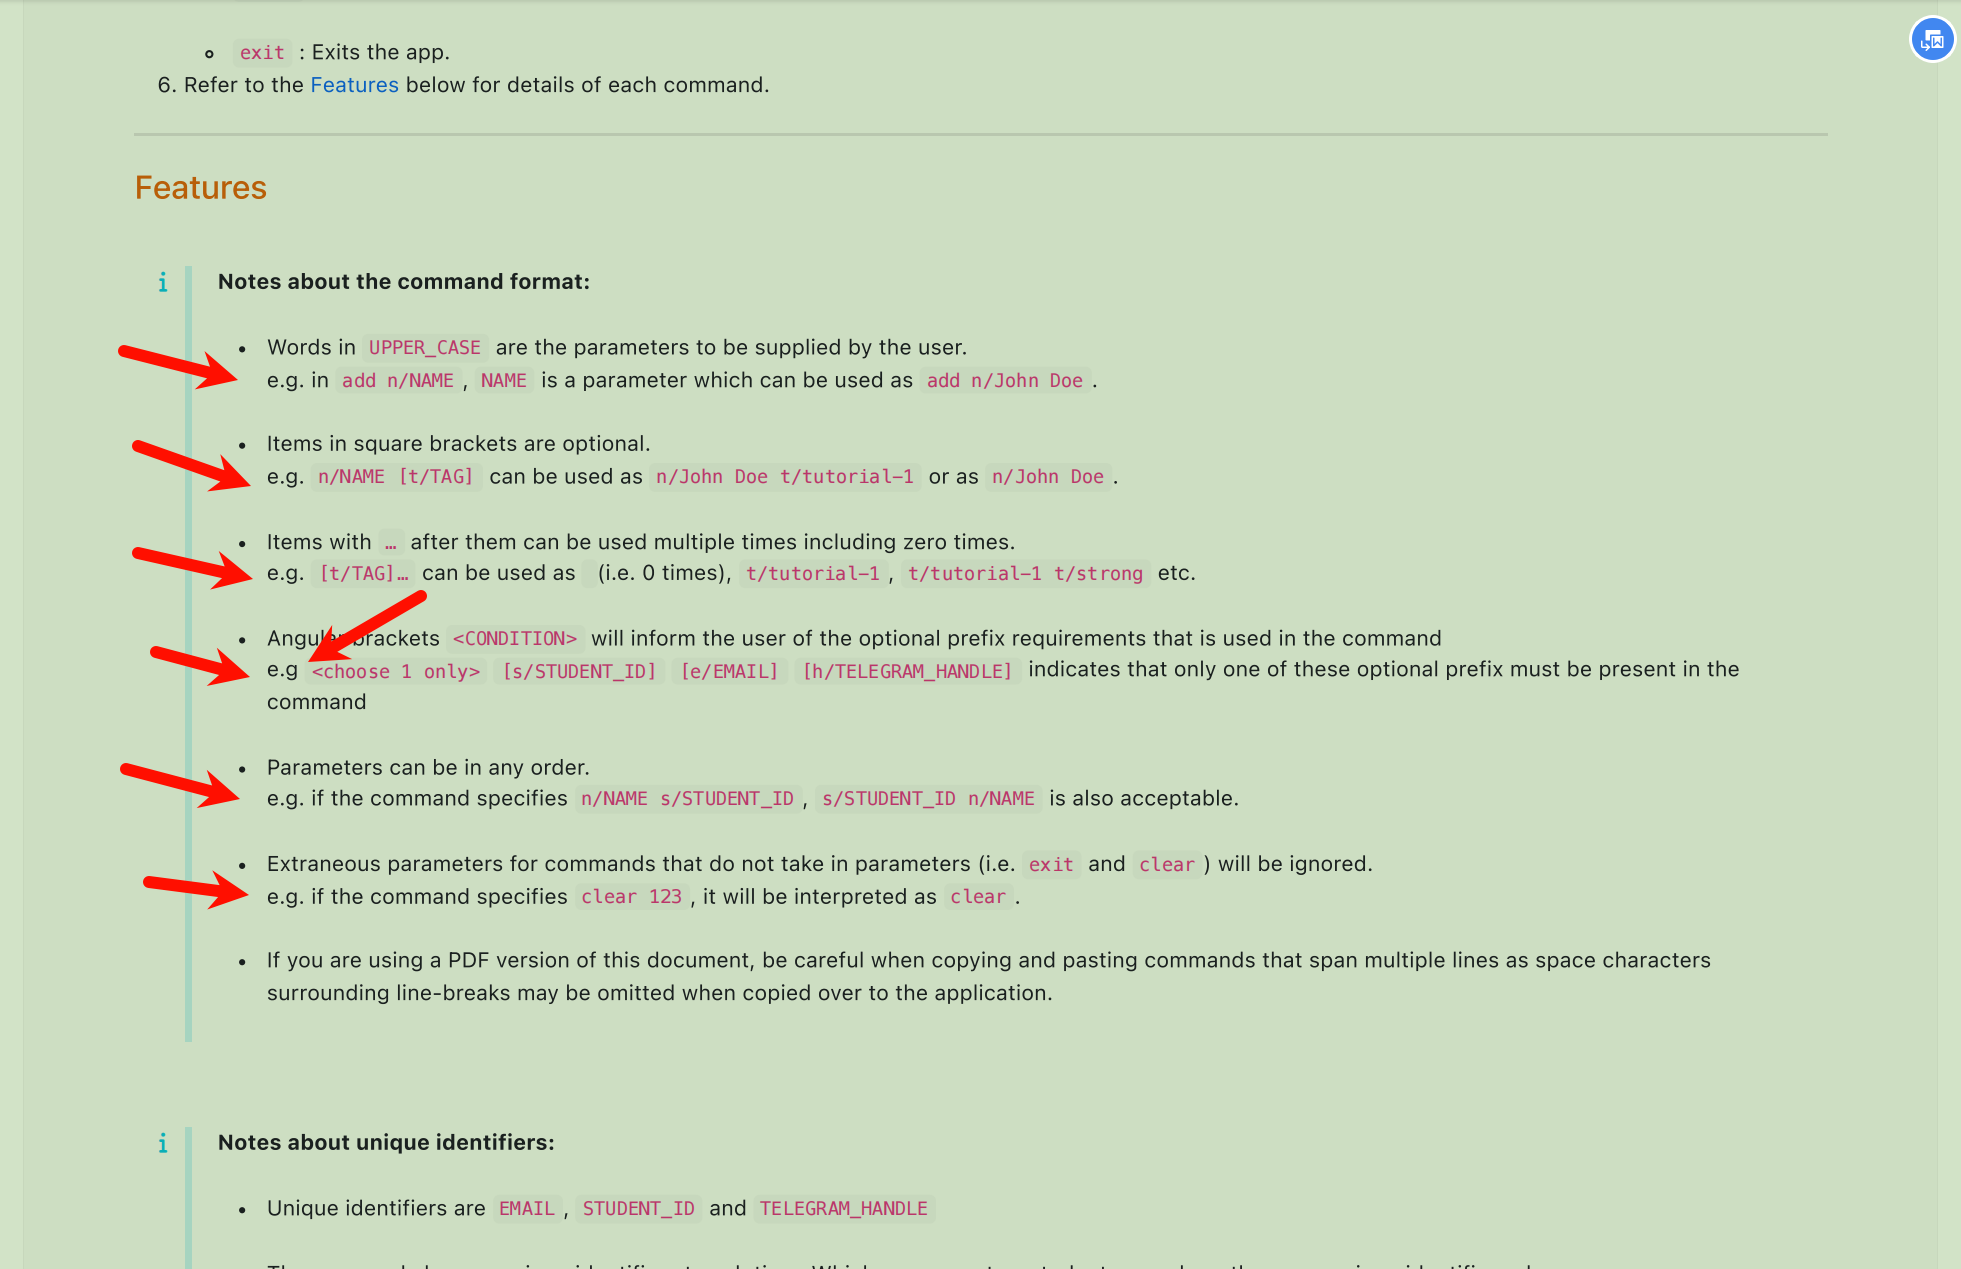 exit : Exits the app.
6. Refer to the Features below for details of each command.
Features
i
Notes about the command format:
• Words in UPPER_CASE are the parameters to be supplied by the user.
e.g. in add n/NAME, NAME is a parameter which can be used as add n/John Doe.
• Items in square brackets are optional.
e.g. n/NAME [t/TAG] can be used as n/John Doe t/tutorial-1 or as n/John Doe.
• Items with … after them can be used multiple times including zero times.
e.g. [t/TAG]… can be used as (i.e. 0 times), t/tutorial-1, t/tutorial-1 t/strong etc.
• Angular brackets <CONDITION> will inform the user of the optional prefix requirements that is used in the command
e.g <choose 1 only> [s/STUDENT_ID] [e/EMAIL] [h/TELEGRAM_HANDLE] indicates that only one of these optional prefix must be present in the
command
• Parameters can be in any order.
e.g. if the command specifies n/NAME s/STUDENT_ID, s/STUDENT_ID n/NAME is also acceptable.
• Extraneous parameters for commands that do not take in parameters (i.e. exit and clear) will be ignored.
e.g. if the command specifies clear 123, it will be interpreted as clear.
• If you are using a PDF version of this document, be careful when copying and pasting commands that span multiple lines as space characters
surrounding line-breaks may be omitted when copied over to the application.
i
Notes about unique identifiers:
• Unique identifiers are EMAIL, STUDENT_ID and TELEGRAM_HANDLE